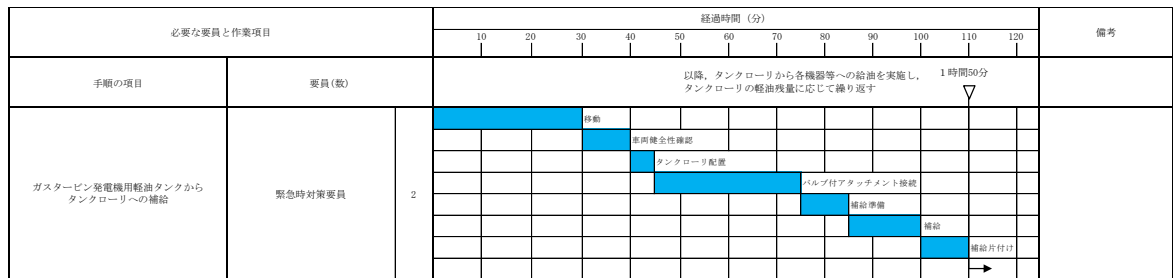 必要な要員と作業項目
経過時間（分）
備考
10 20 30 40 50 60 70 80 90 100 110 120
手順の項目
要員(数)
以降，タンクローリから各機器等への給油を実施し，
タンクローリの軽油残量に応じて繰り返す
1時間50分
ガスタービン発電機用軽油タンクから
タンクローリへの補給
緊急時対策要員
2
移動
車両健全性確認
タンクローリ配置
バルブ付アタッチメント接続
補給準備
補給
補給片付け